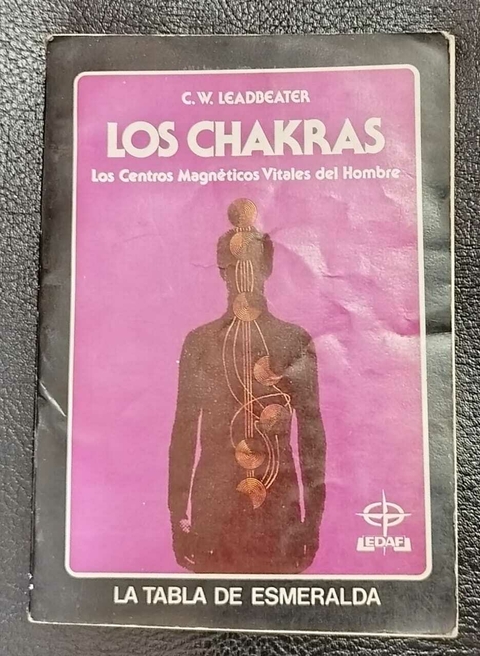 C. W. LEADBEATER
LOS CHAKRAS
Los Centros Magnéticos Vitales del Hombre
EDAF
LA TABLA DE ESMERALDA